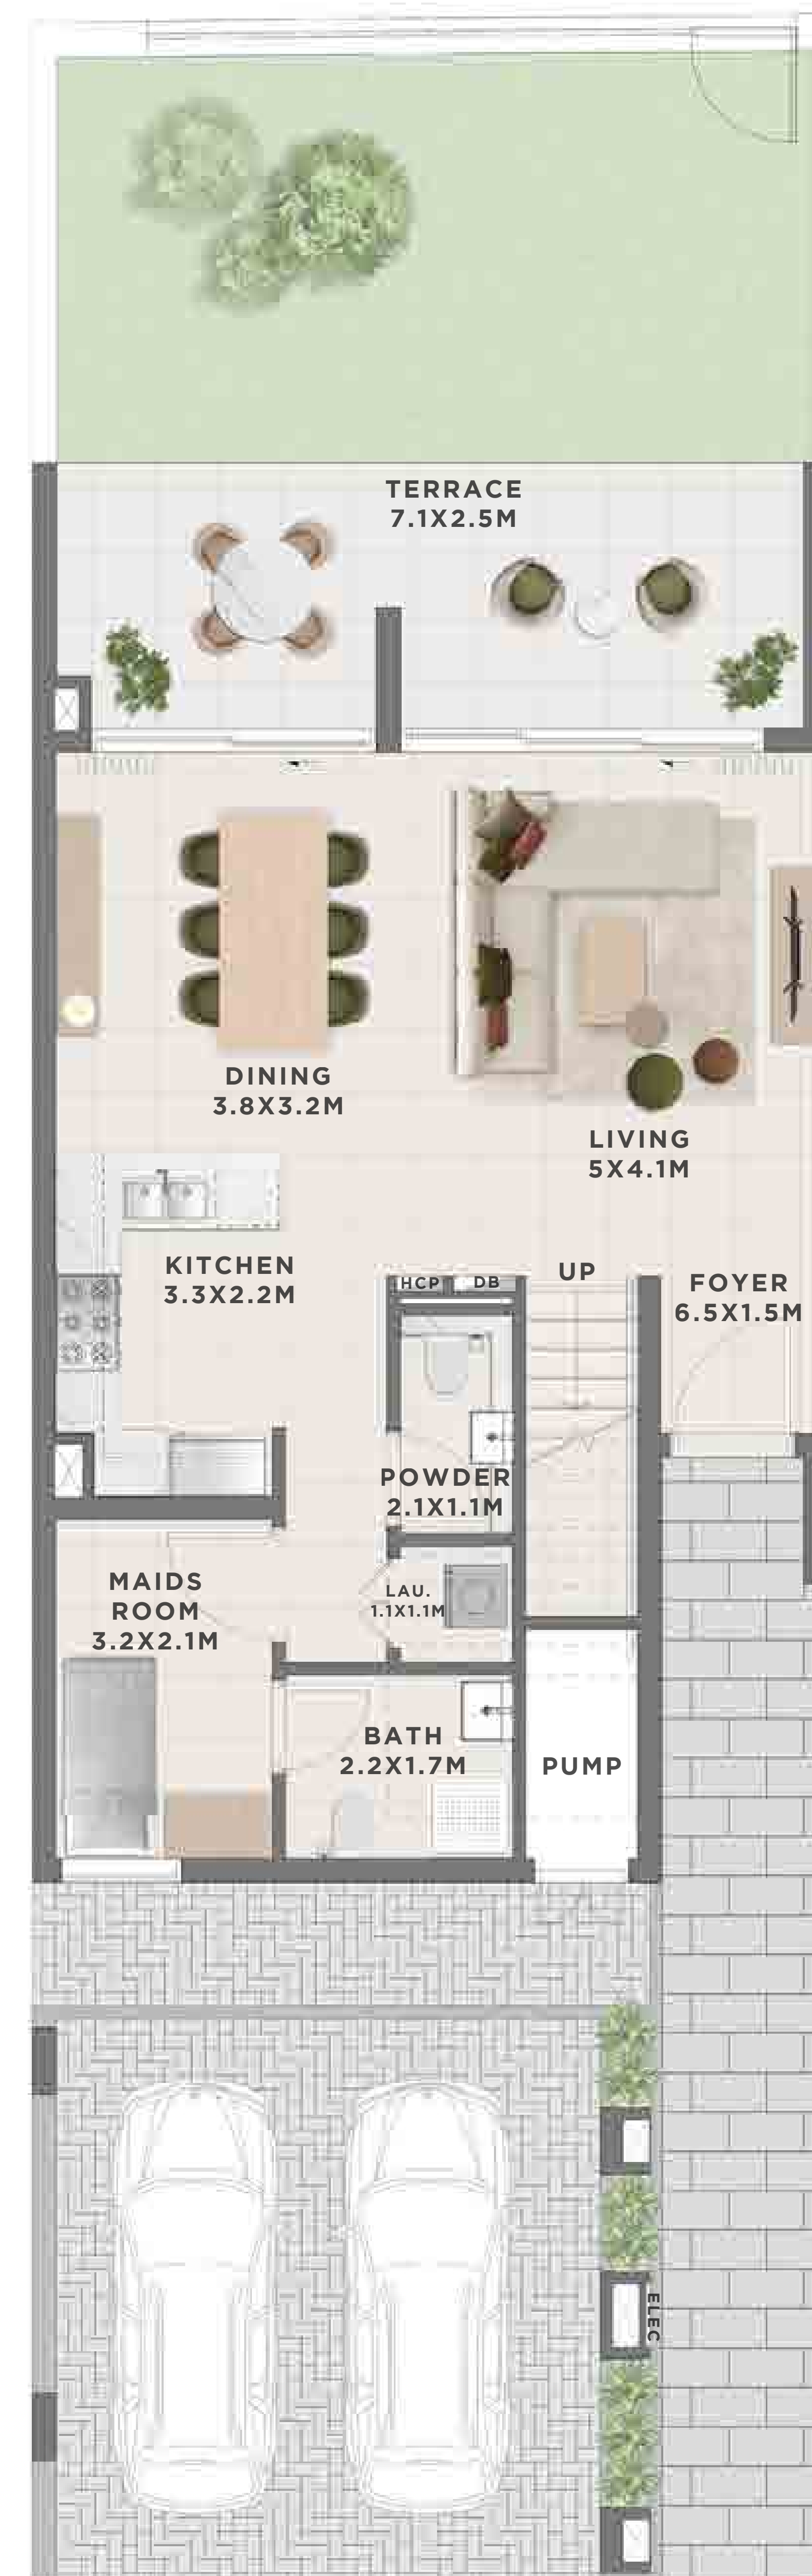 TERRACE
7.1X2.5M
DINING
3.8X3.2M
LIVING
5X4.1M
KITCHEN
3.3X2.2M
HCP
DB
UP
FOYER
6.5X1.5M
POWDER
2.1X1.1M
MAIDS
ROOM
3.2X2.1M
LAU.
1.1X1.1M
BATH
2.2X1.7M
PUMP
ELEC